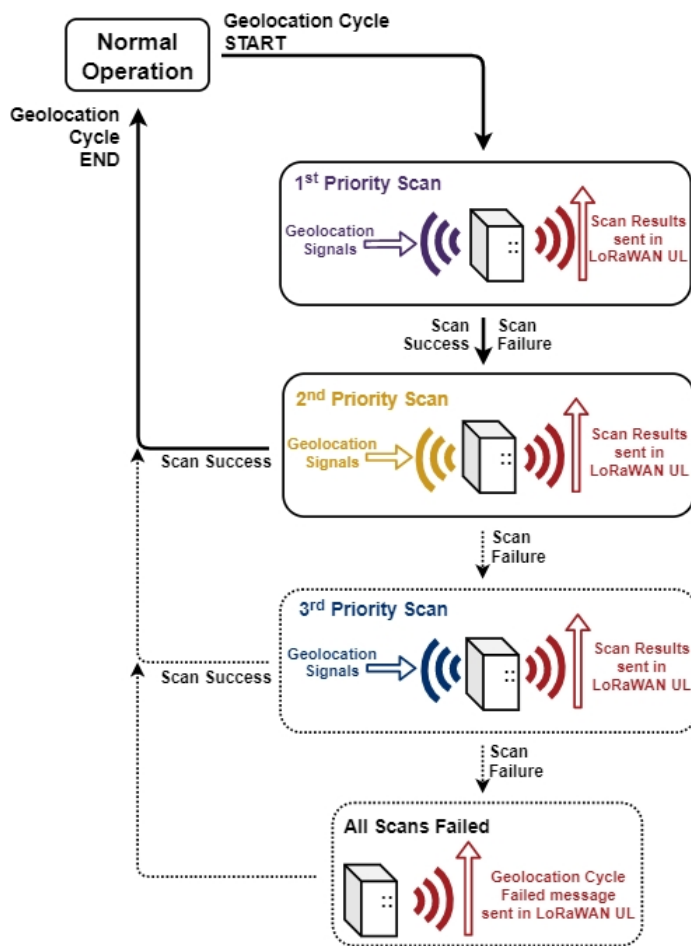 Normal
Operation
Geolocation Cycle
START
Geolocation
Cycle
END
1st Priority Scan
Geolocation
Signals
Scan Results
sent in
LoRaWAN UL
Scan
Success
Scan
Failure
2nd Priority Scan
Geolocation
Signals
Scan Results
sent in
LoRaWAN UL
Scan Success
Scan
Failure
3rd Priority Scan
Geolocation
Signals
Scan Results
sent in
LoRaWAN UL
Scan Success
Scan
Failure
All Scans Failed
Geolocation Cycle
Failed message
sent in LoRaWAN UL